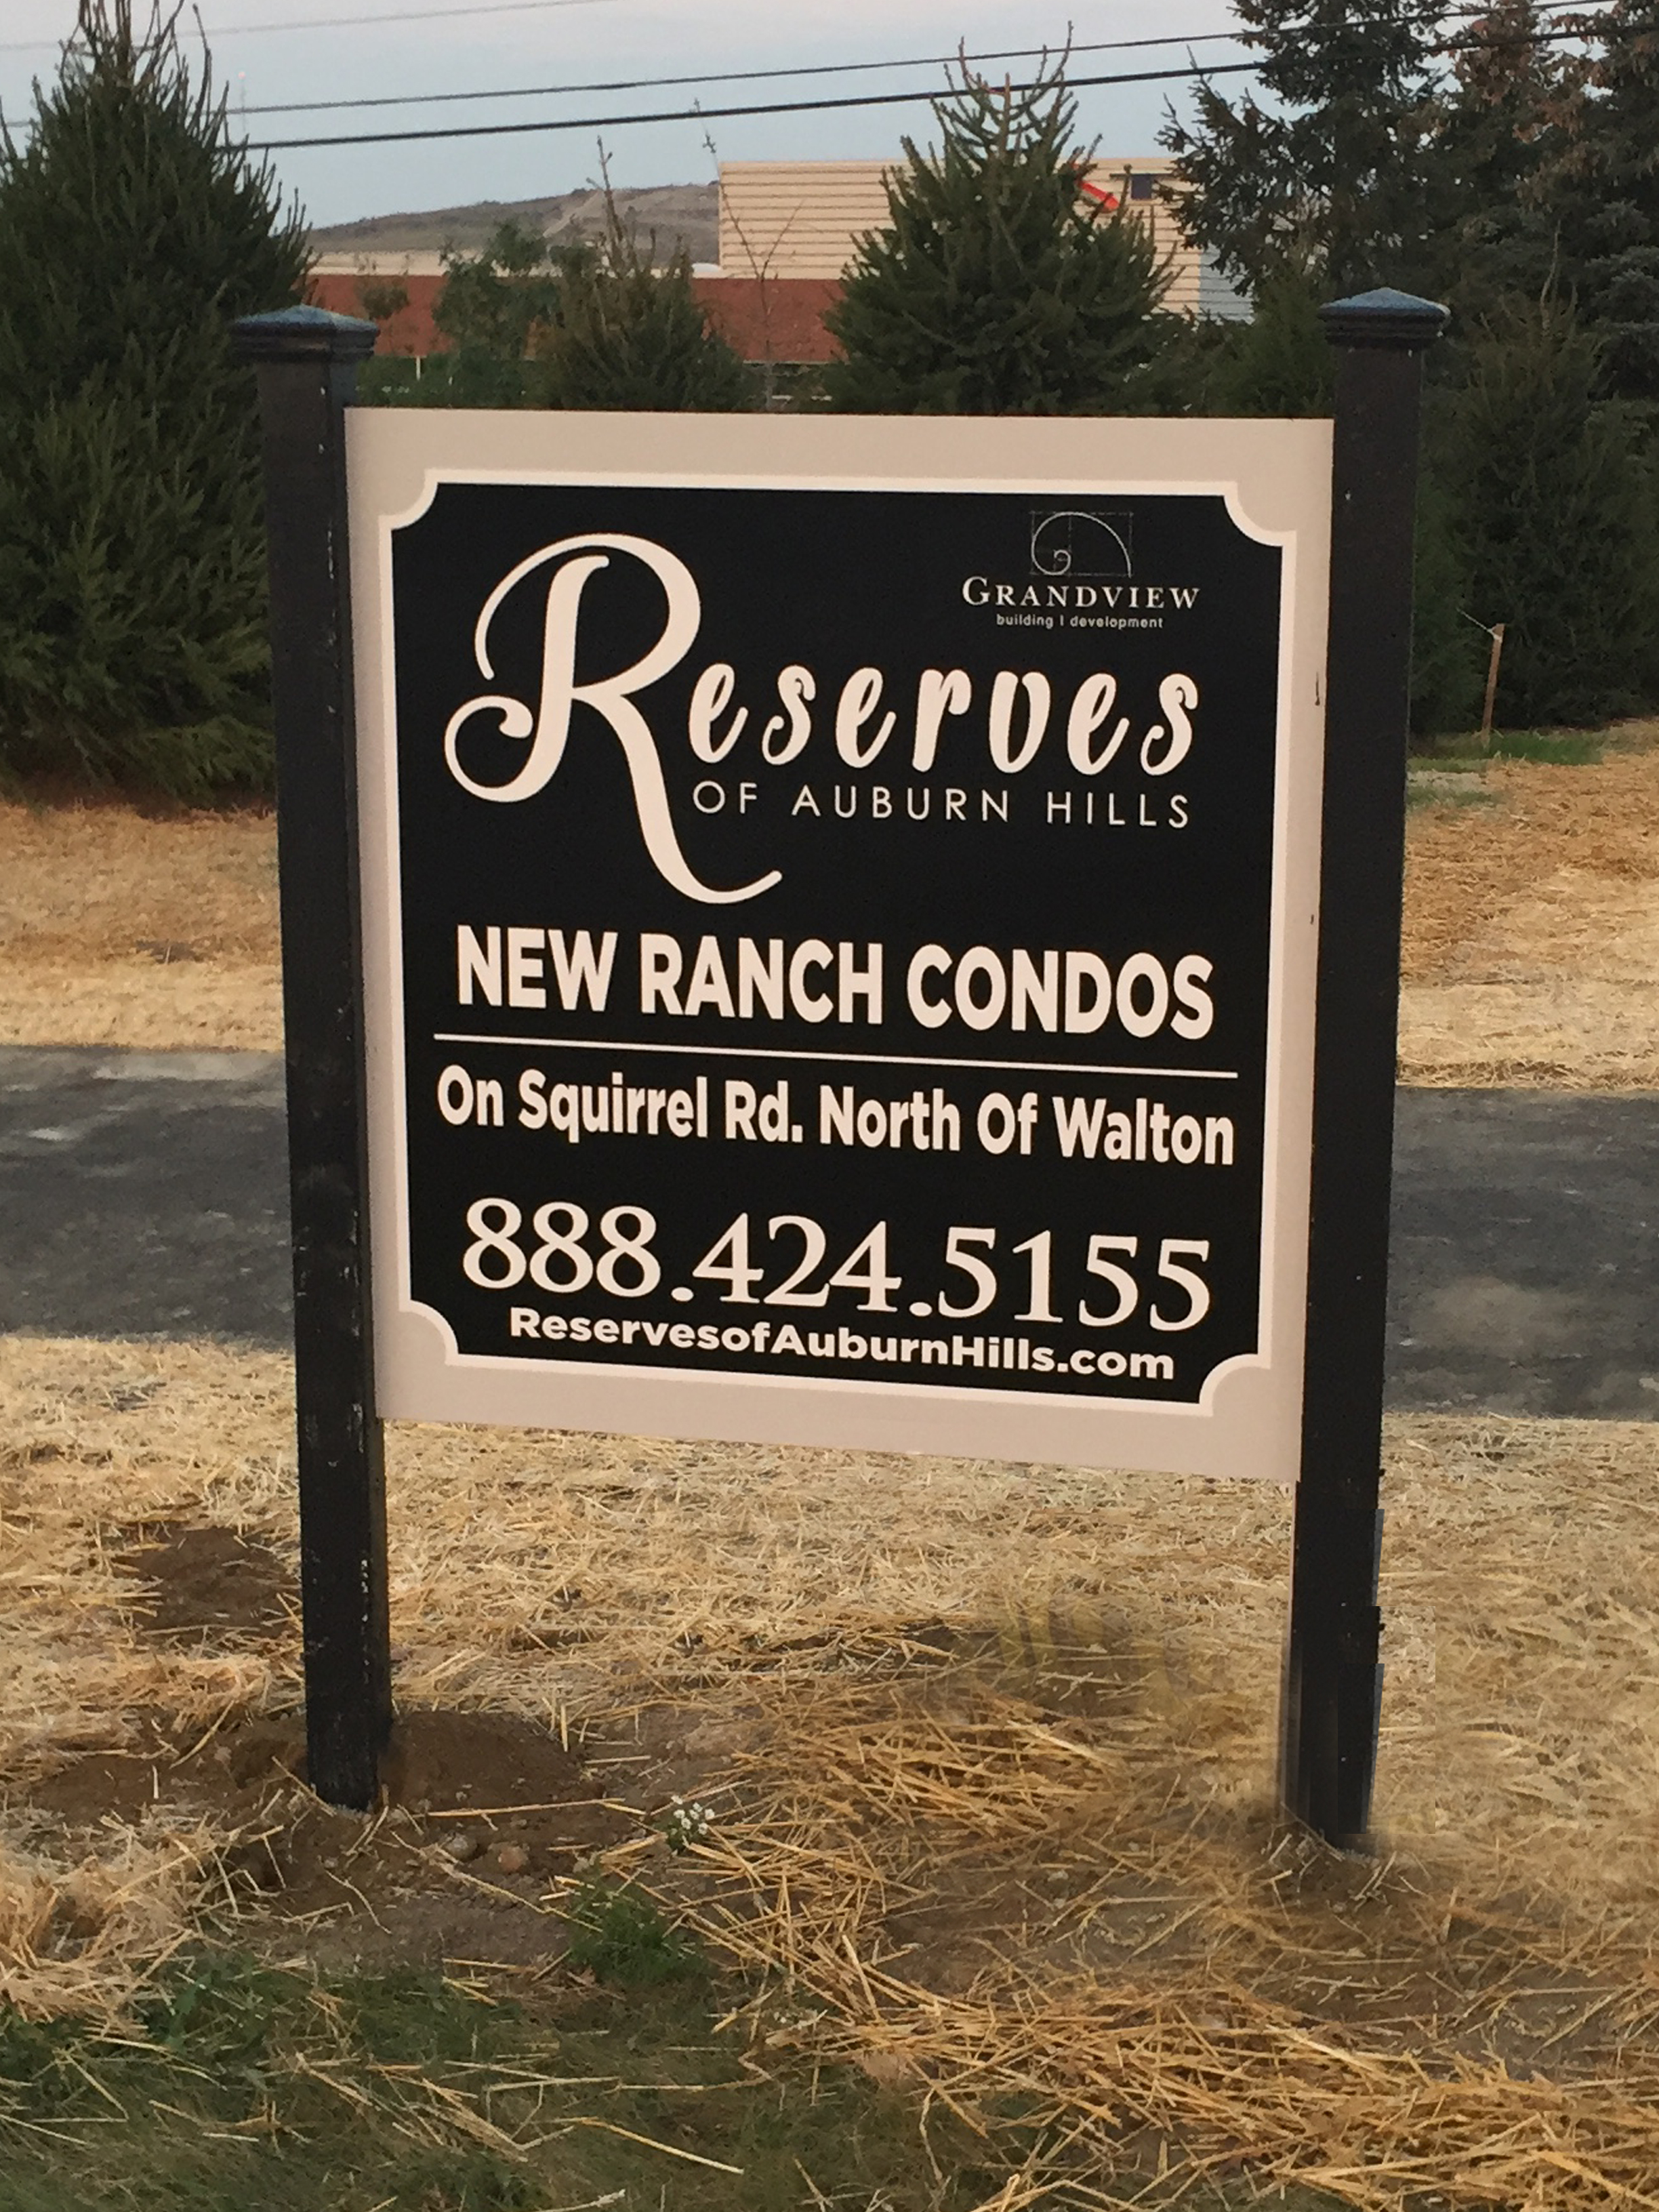 GRANDVIEW
building | development
Reserves
OF AUBURN HILLS
NEW RANCH CONDOS
On Squirrel Rd. North Of Walton
888.424.5155
ReservesofAuburnHills.com